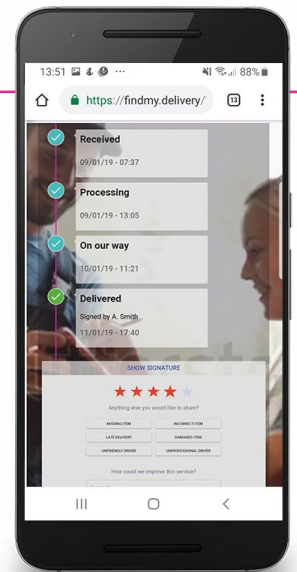 13:51 88%
https://findmy.delivery/ 13
Received
09/01/19 - 07:37
Processing
09/01/19 - 13:05
On our way
10/01/19 - 11:21
Delivered
Signed by A. Smith
11/01/19 - 17:40
SHOW SIGNATURE
Anything else you would like to share?
MISSING ITEM INCORRECT ITEM
LATE DELIVERY DAMAGED ITEM
UNFRIENDLY DRIVER UNPROFESSIONAL DRIVER
How could we improve this service?